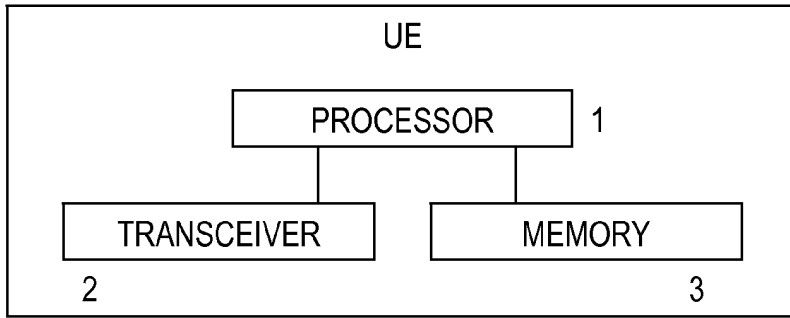 UE
PROCESSOR 1
TRANSCEIVER MEMORY
2 3